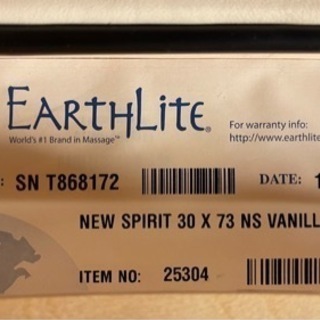 EARTHLITE®
World's #1 Brand in Massage™
For warranty info:
http://www.earthlite
SN T868172 DATE: 1
NEW SPIRIT 30 X 73 NS VANILL
ITEM NO: 25304